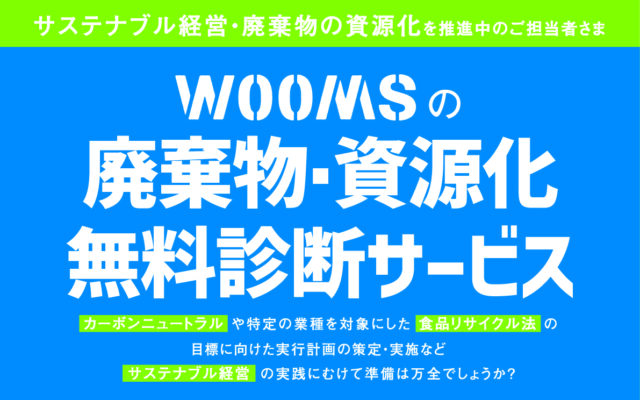 サステナブル経営・廃棄物の資源化を推進中のご担当者さま
WOOMSの
廃棄物・資源化
無料診断サービス
カーボンニュートラル や特定の業種を対象にした 食品リサイクル法 の
目標に向けた実行計画の策定・実施など
サステナブル経営 の実践にむけて準備は万全でしょうか？